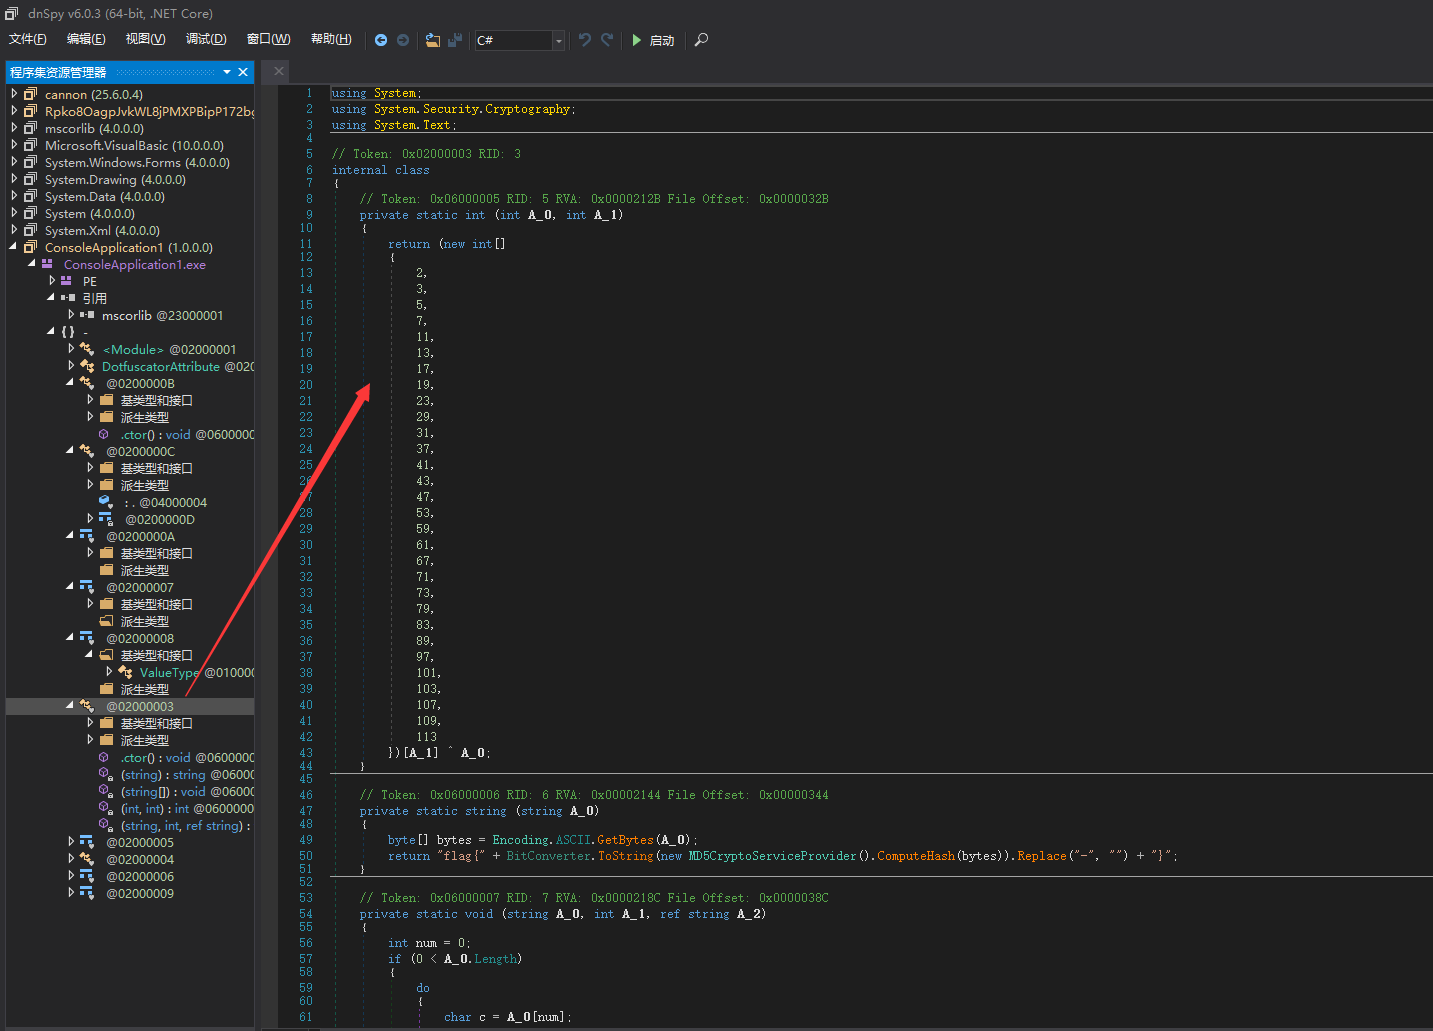 dnSpy v6.0.3 (64-bit, .NET Core)
文件(F) 编辑(E) 视图(V) 调试(D) 窗口(W) 帮助(H) C# 启动
程序集资源管理器
cannon (25.6.0.4)
Rpko8OagpJvkWL8jPMXPBipP172b
mscorlib (4.0.0.0)
Microsoft.VisualBasic (10.0.0.0)
System.Windows.Forms (4.0.0.0)
System.Drawing (4.0.0.0)
System.Data (4.0.0.0)
System (4.0.0.0)
System.Xml (4.0.0.0)
ConsoleApplication1 (1.0.0.0)
ConsoleApplication1.exe
PE
引用
mscorlib @23000001
{ } -
<Module> @02000001
DotfuscatorAttribute @020
@0200000B
基类型和接口
派生类型
.ctor() : void @0600000
@0200000C
基类型和接口
派生类型
: . @04000004
@0200000D
@0200000A
基类型和接口
派生类型
@02000007
基类型和接口
派生类型
@02000008
基类型和接口
ValueType @010000
派生类型
@02000003
基类型和接口
派生类型
.ctor() : void @0600000
(string) : string @0600
(string[]) : void @0600
(int, int) : int @0600000
(string, int, ref string) :
@02000005
@02000004
@02000006
@02000009
1 using System;
2 using System.Security.Cryptography;
3 using System.Text;
4
5 // Token: 0x02000003 RID: 3
6 internal class
7 {
8 // Token: 0x06000005 RID: 5 RVA: 0x0000212B File Offset: 0x0000032B
9 private static int (int A_0, int A_1)
10 {
11 return (new int[]
12 {
13 2,
14 3,
15 5,
16 7,
17 11,
18 13,
19 17,
20 19,
21 23,
22 29,
23 31,
24 37,
25 41,
26 43,
27 47,
28 53,
29 59,
30 61,
31 67,
32 71,
33 73,
34 79,
35 83,
36 89,
37 97,
38 101,
39 103,
40 107,
41 109,
42 113
43 })[A_1] ^ A_0;
44 }
45
46 // Token: 0x06000006 RID: 6 RVA: 0x00002144 File Offset: 0x00000344
47 private static string (string A_0)
48 {
49 byte[] bytes = Encoding.ASCII.GetBytes(A_0);
50 return "flag{" + BitConverter.ToString(new MD5CryptoServiceProvider().ComputeHash(bytes)).Replace("-", "") + "}";
51 }
52
53 // Token: 0x06000007 RID: 7 RVA: 0x0000218C File Offset: 0x0000038C
54 private static void (string A_0, int A_1, ref string A_2)
55 {
56 int num = 0;
57 if (0 < A_0.Length)
58 {
59 do
60 {
61 char c = A_0[num];